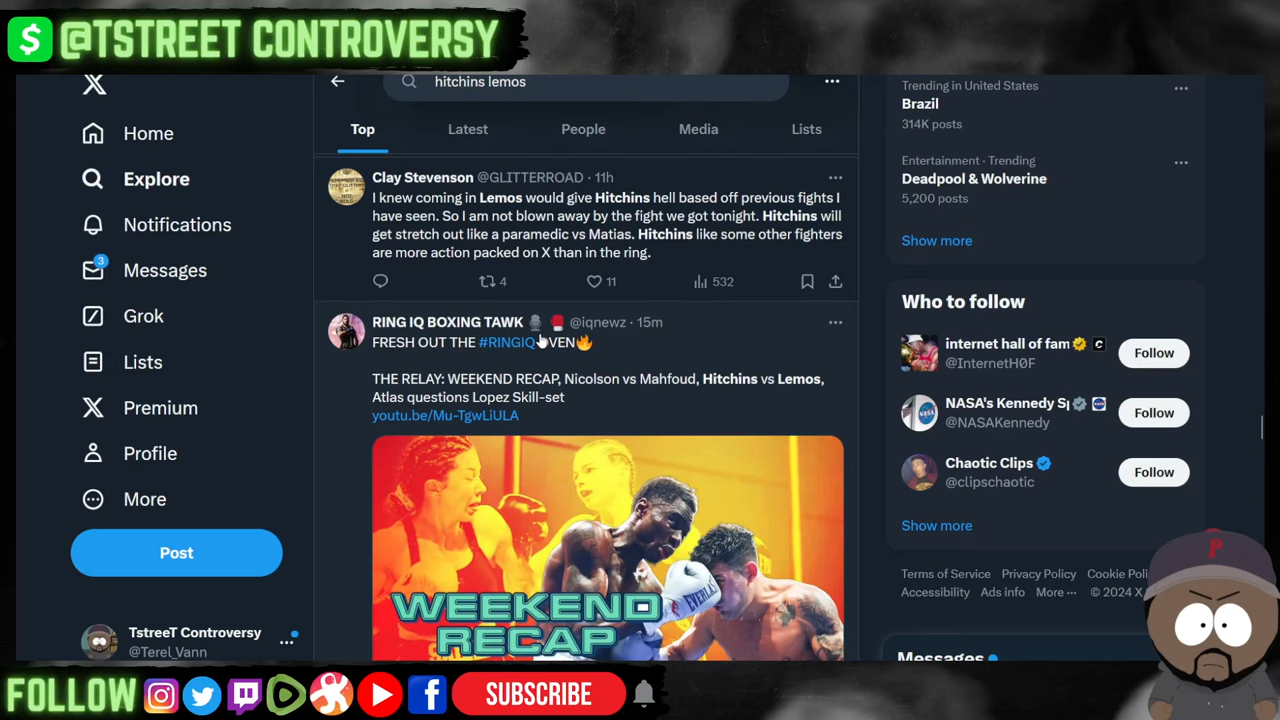 $ @TSTREET CONTROVERSY
hitchins lemos
Home
Explore
Notifications
3
Messages
Grok
Lists
Premium
Profile
More
Post
TstreeT Controversy
@Terel_Vann
Top Latest People Media Lists
Clay Stevenson @GLITTERROAD · 11h
I knew coming in Lemos would give Hitchins hell based off previous fights I
have seen. So I am not blown away by the fight we got tonight. Hitchins will
get stretch out like a paramedic vs Matias. Hitchins like some other fighters
are more action packed on X than in the ring.
4 11 532
RING IQ BOXING TAWK 🎙️ 🥊 @iqnewz · 15m
FRESH OUT THE #RINGIQ OVEN🔥
THE RELAY: WEEKEND RECAP, Nicolson vs Mahfoud, Hitchins vs Lemos,
Atlas questions Lopez Skill-set
youtu.be/Mu-TgwLiULA
EVERLAST
WEEKEND
RECAP
Trending in United States
Brazil
314K posts
Entertainment · Trending
Deadpool & Wolverine
5,200 posts
Show more
Who to follow
internet hall of fam
@InternetH0F
Follow
NASA's Kennedy Sp
@NASAKennedy
Follow
Chaotic Clips
@clipschaotic
Follow
Show more
Terms of Service Privacy Policy Cookie Poli
Accessibility Ads info More ··· © 2024 X
Messages
P
FOLLOW
SUBSCRIBE